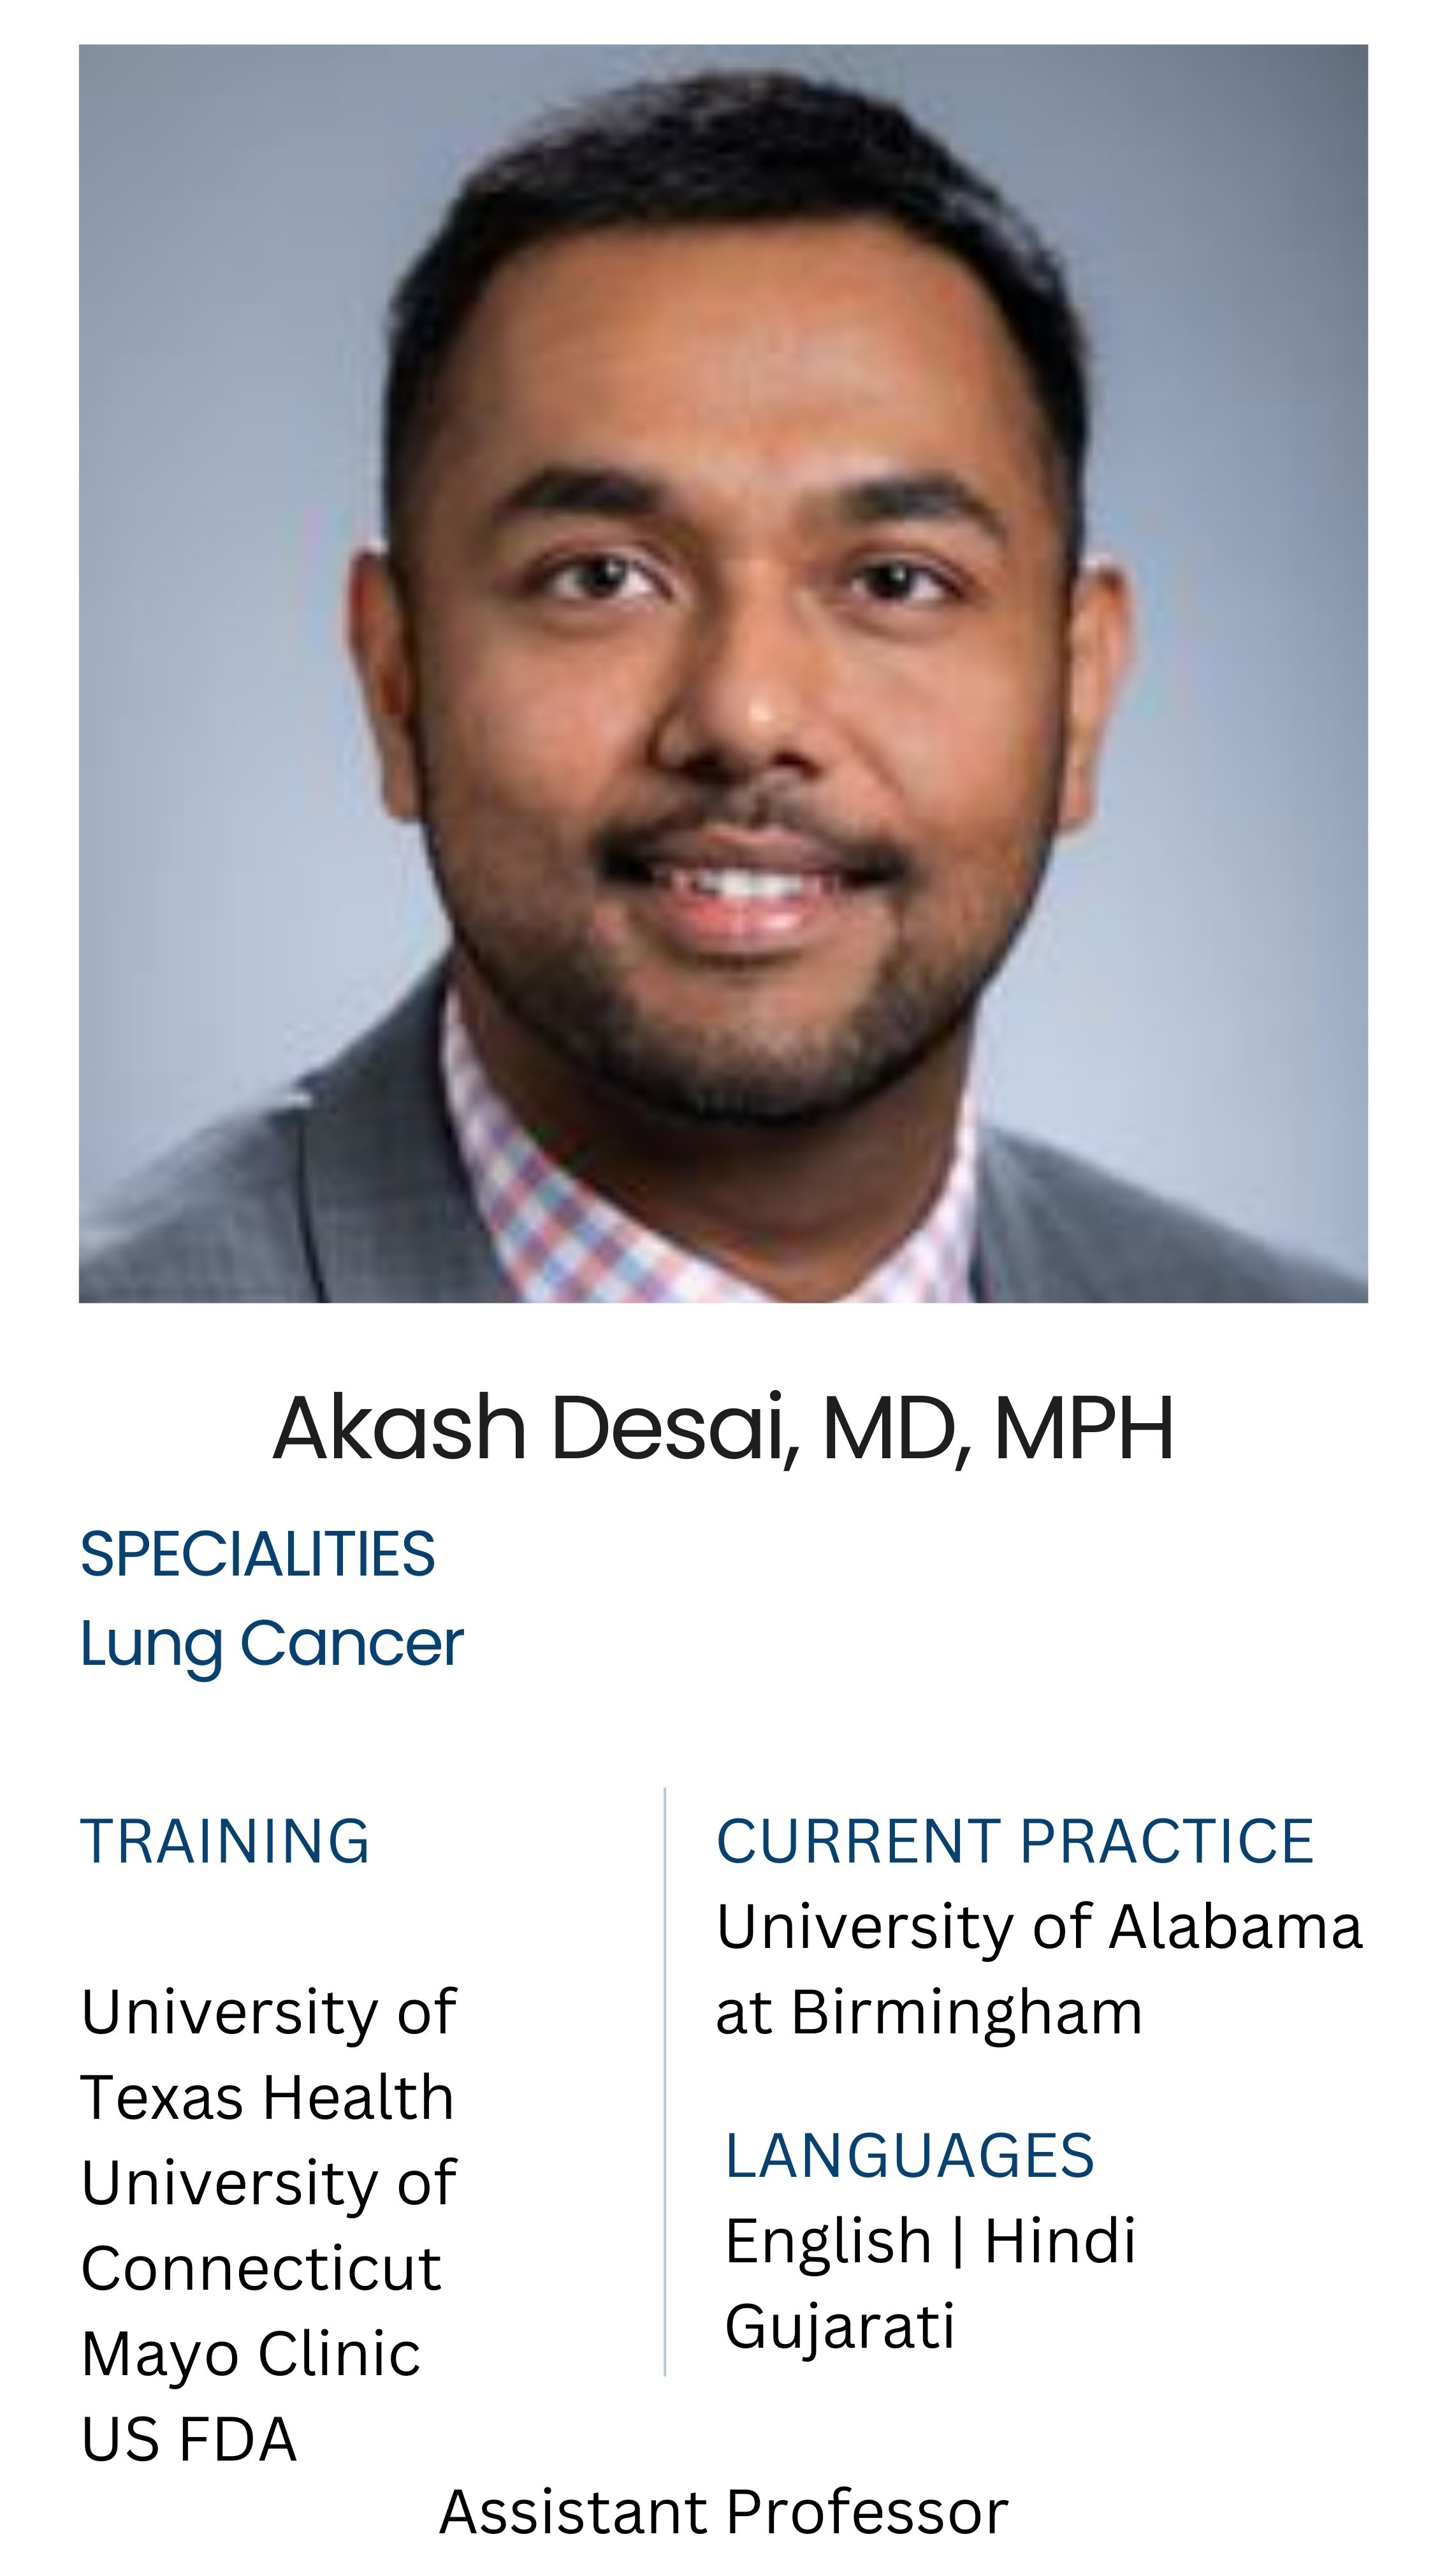 Akash Desai, MD, MPH
SPECIALITIES
Lung Cancer
TRAINING
University of
Texas Health
University of
Connecticut
Mayo Clinic
US FDA
CURRENT PRACTICE
University of Alabama
at Birmingham
LANGUAGES
English | Hindi
Gujarati
Assistant Professor